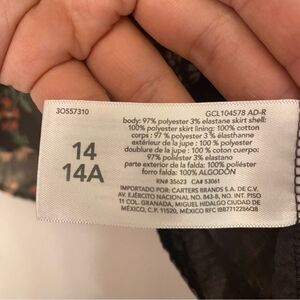 3O557310
GCL104578 AD-R
body: 97% polyester 3% elastane skirt shell:
100% polyester skirt lining: 100% cotton
corps : 97 % polyester 3 % élasthanne
extérieur de la jupe : 100 % polyester
doublure de la jupe : 100 % coton cuerpo:
97% poliéster 3% elastano
parte exterior de la falda: 100% poliéster
forro falda: 100% ALGODÓN
14
14A
RN# 35623 CA# 53061
IMPORTADO POR: CARTERS BRANDS S.A. DE C.V.
AV. EJÉRCITO NACIONAL NO. 843-B, NO. INT. PISO
11 COL. GRANADA, MIGUEL HIDALGO CIUDAD DE
MÉXICO, C.P. 11520, MÉXICO RFC